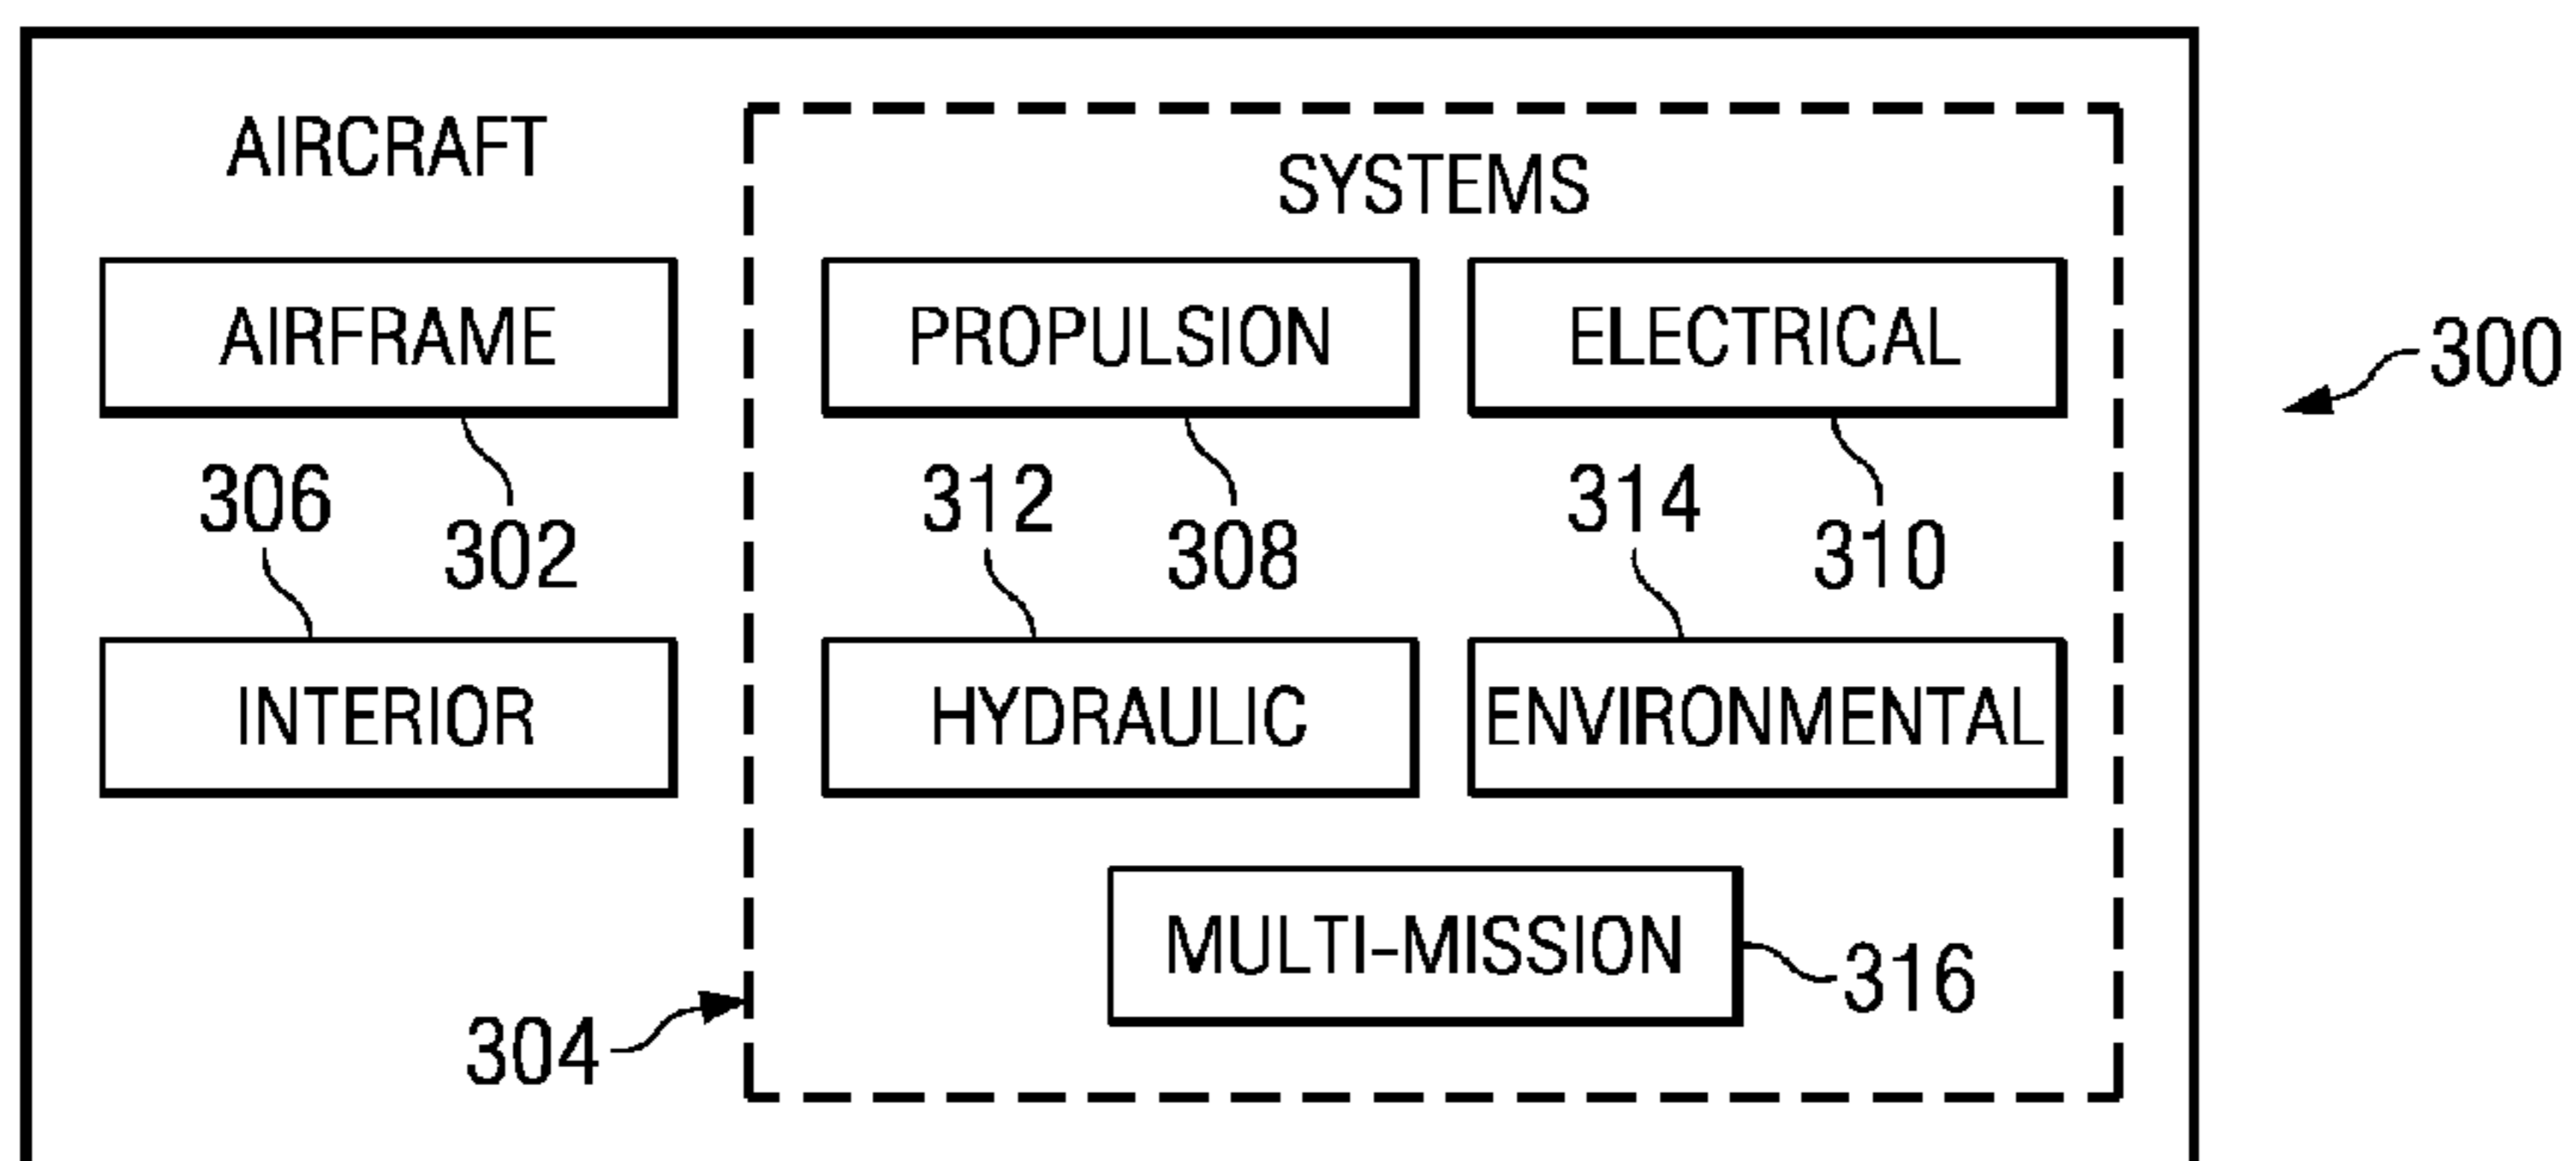 AIRCRAFT
SYSTEMS
AIRFRAME
PROPULSION
ELECTRICAL
300
306
302
312
308
314
310
INTERIOR
HYDRAULIC
ENVIRONMENTAL
MULTI-MISSION
316
304